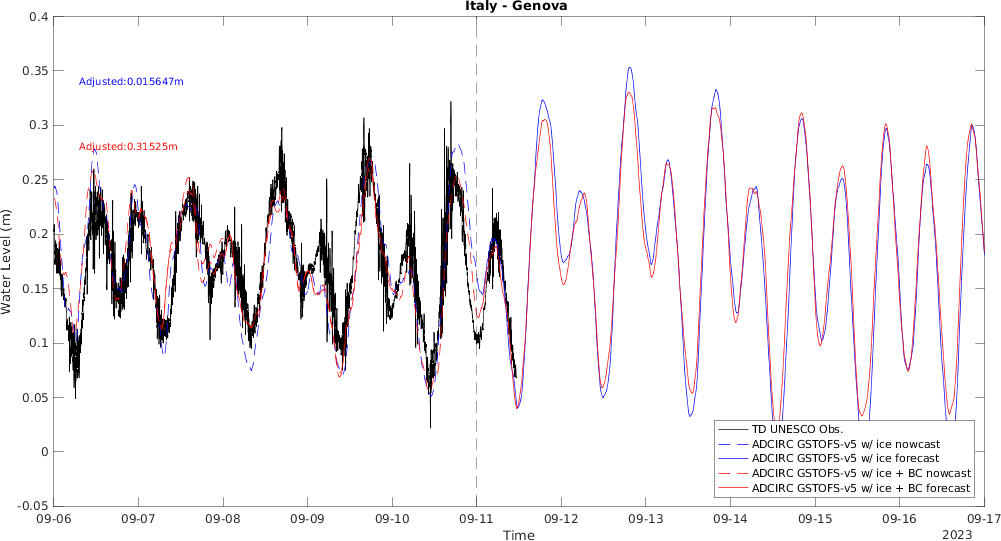 Italy - Genova
Adjusted:0.015647m
Adjusted:0.31525m
Water Level (m)
0.4
0.35
0.3
0.25
0.2
0.15
0.1
0.05
0
-0.05
TD UNESCO Obs.
ADCIRC GSTOFS-v5 w/ ice nowcast
ADCIRC GSTOFS-v5 w/ ice forecast
ADCIRC GSTOFS-v5 w/ ice + BC nowcast
ADCIRC GSTOFS-v5 w/ ice + BC forecast
09-06 09-07 09-08 09-09 09-10 09-11 09-12 09-13 09-14 09-15 09-16 09-17
Time
2023